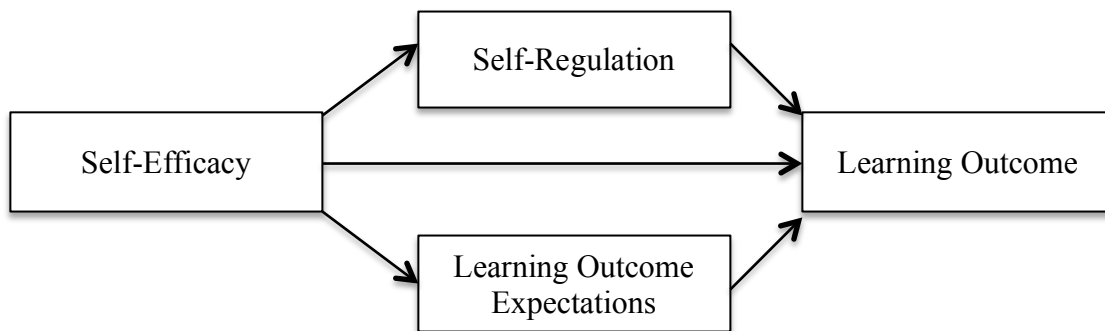 Self-Regulation
Self-Efficacy
Learning Outcome
Learning Outcome
Expectations